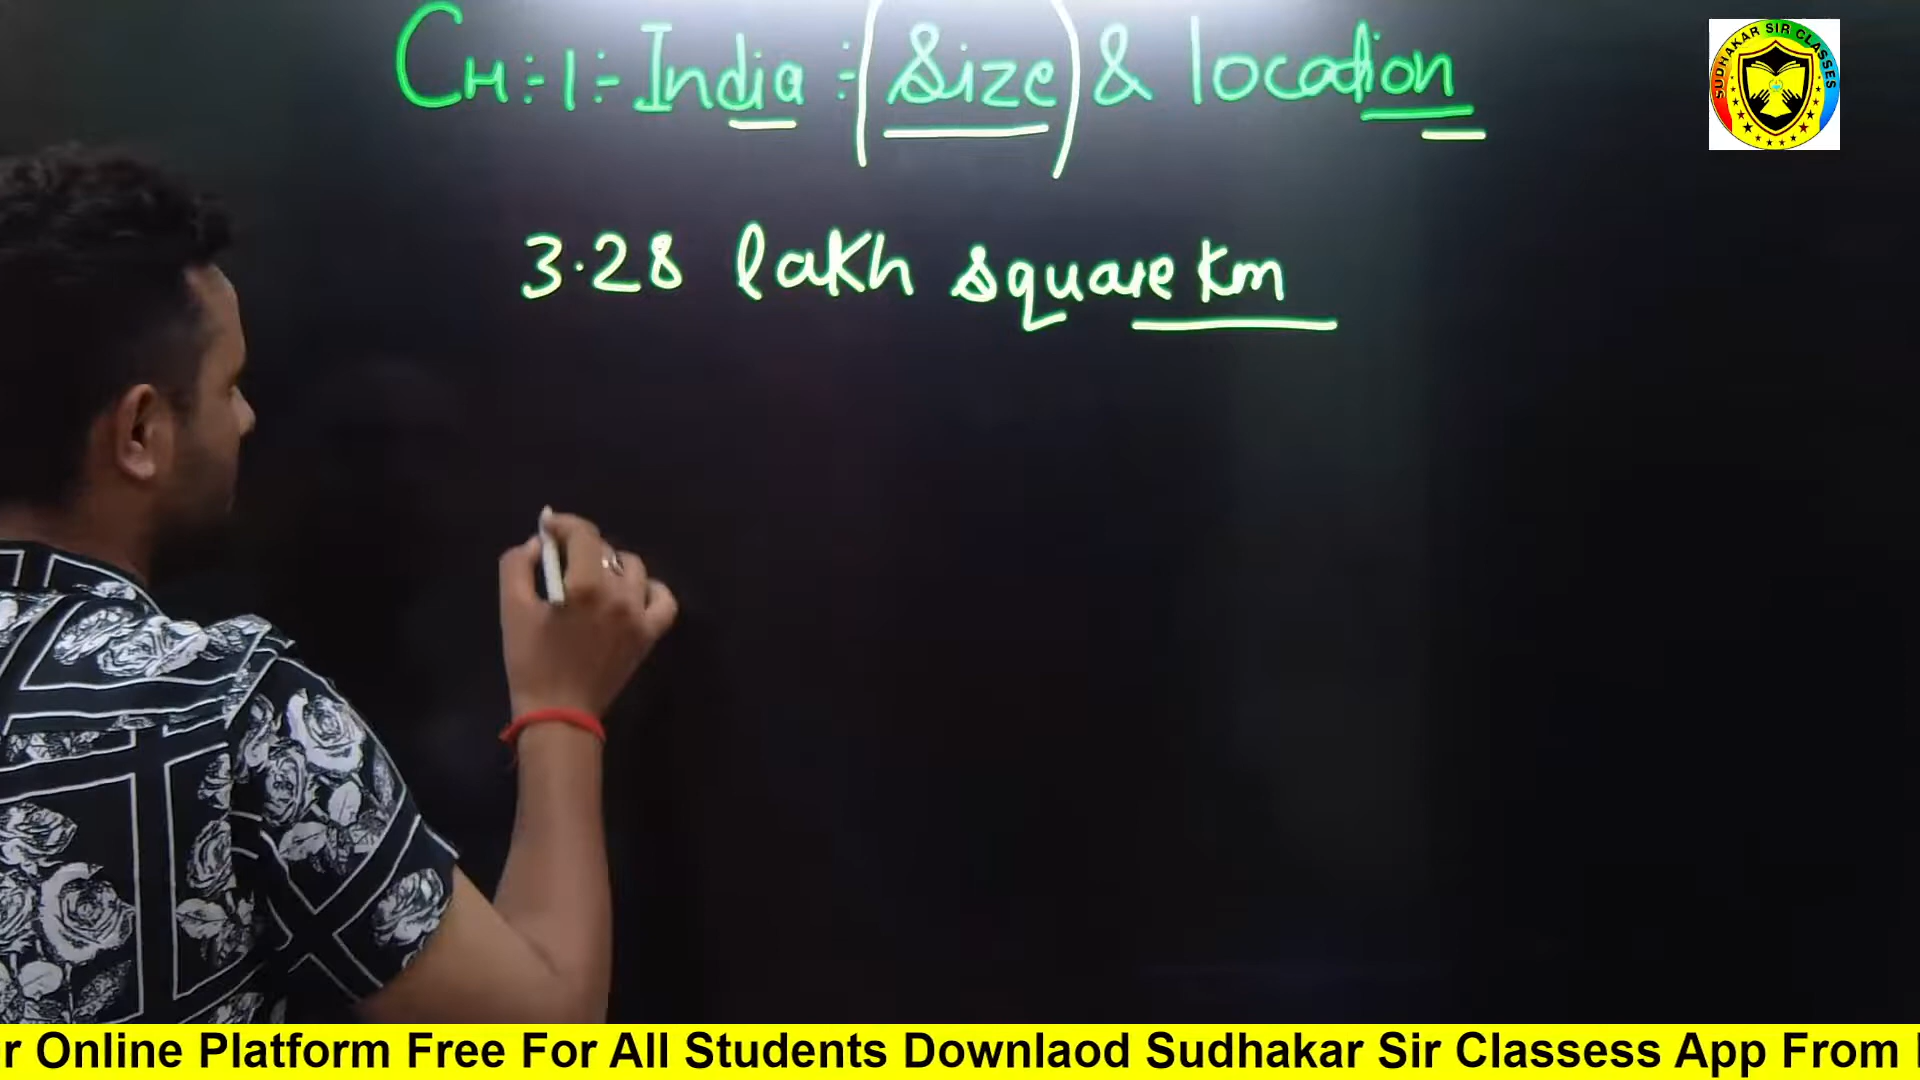 CH:-1:- India :- (Size) & location
SUDHAKAR SIR CLASSES
3.28 lakh square km
r Online Platform Free For All Students Downlaod Sudhakar Sir Classess App From